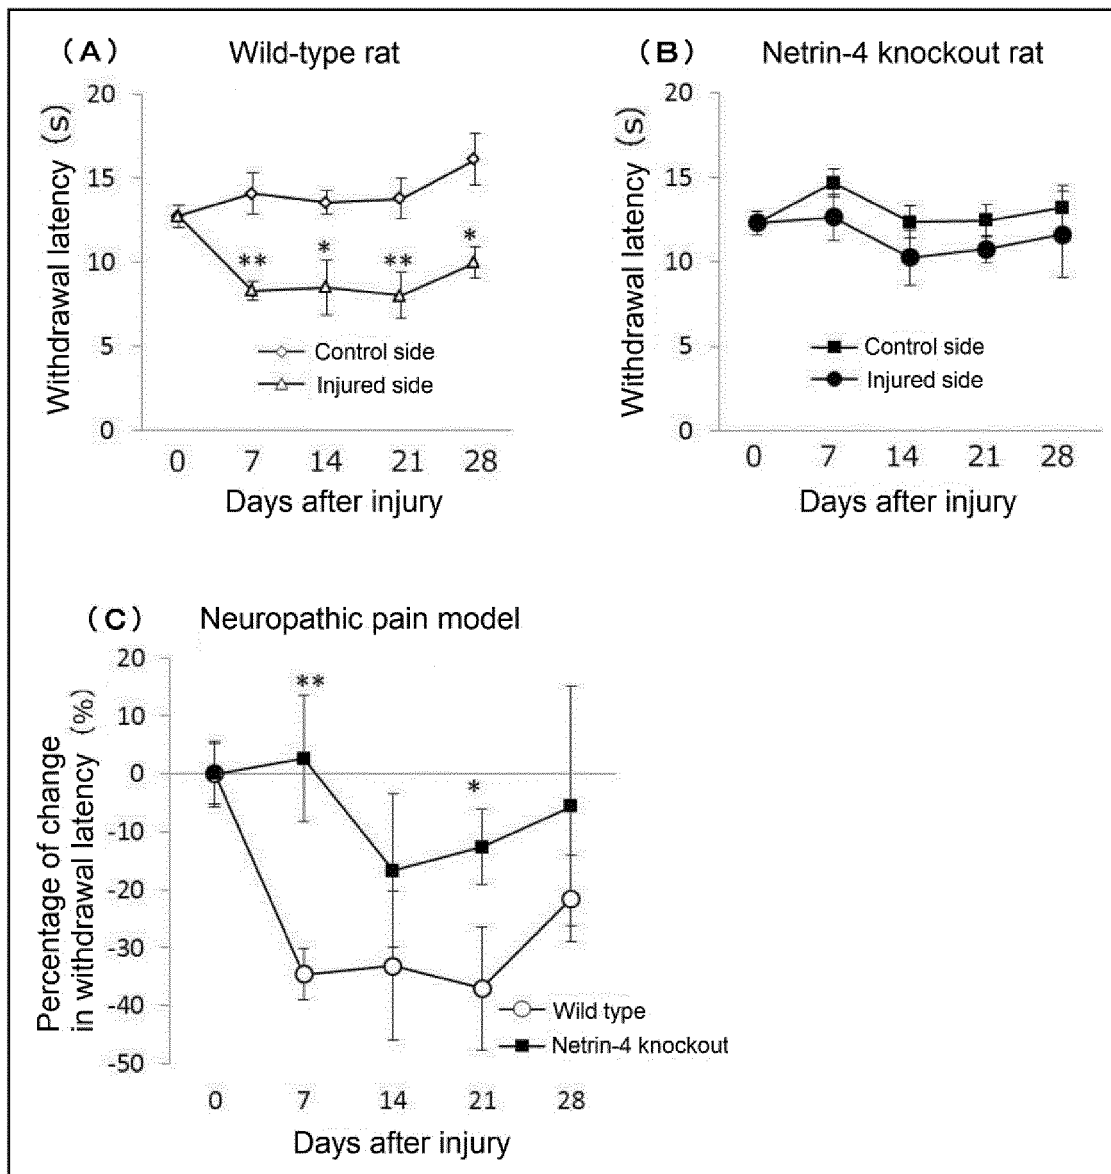 (A) Wild-type rat
Withdrawal latency (s)
20
15
10
5
0
** * ** *
Control side
Injured side
0 7 14 21 28
Days after injury
(B) Netrin-4 knockout rat
Withdrawal latency (s)
20
15
10
5
0
Control side
Injured side
0 7 14 21 28
Days after injury
(C) Neuropathic pain model
Percentage of change
in withdrawal latency (%)
20
10
0
-10
-20
-30
-40
-50
** *
Wild type
Netrin-4 knockout
0 7 14 21 28
Days after injury